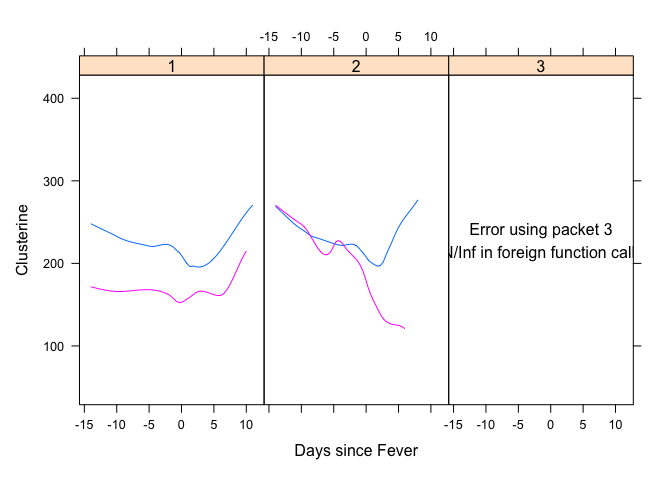 -15 -10 -5 0 5 10
1 2 3
400
300
200
100
Clusterine
Error using packet 3
N/Inf in foreign function call
-15 -10 -5 0 5 10 -15 -10 -5 0 5 10
Days since Fever